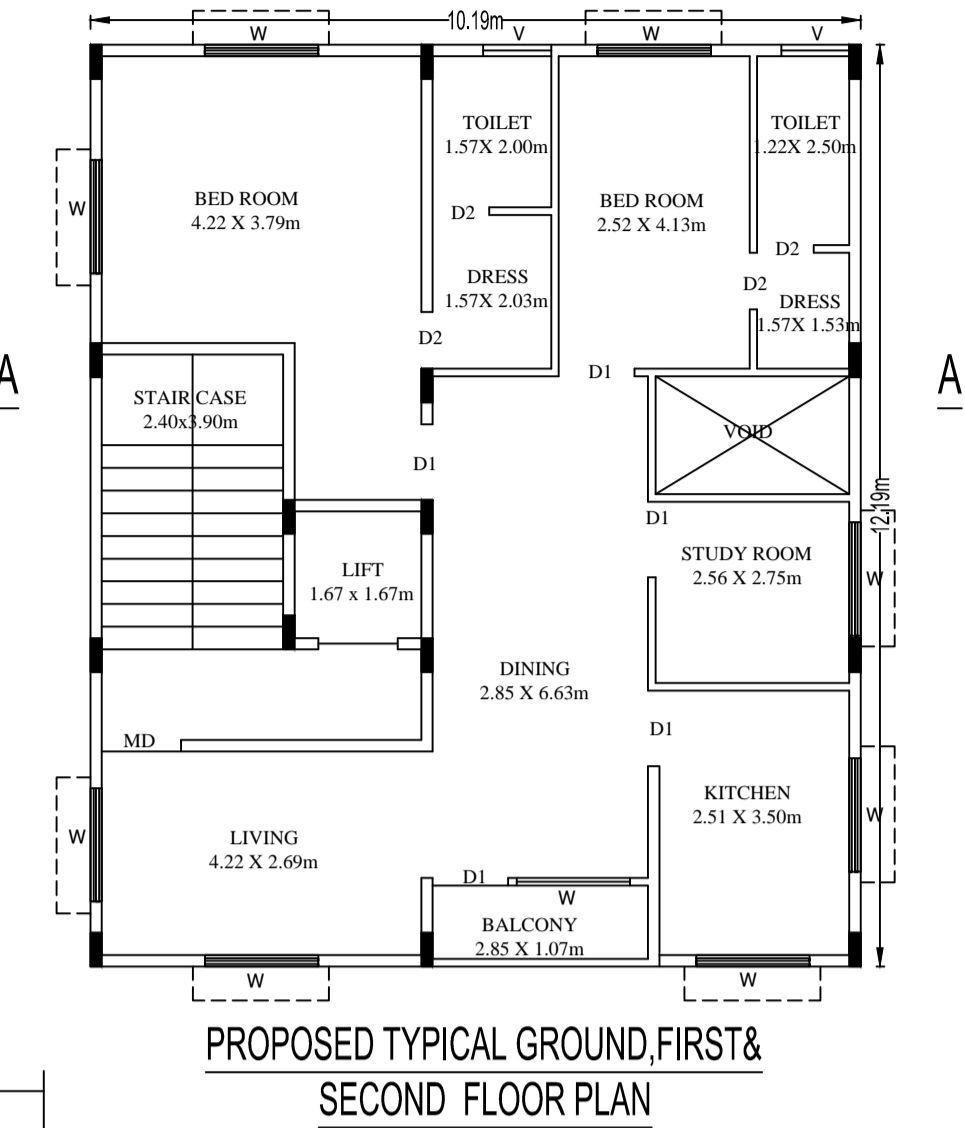 10.19m
W
V
W
V
TOILET
1.57X 2.00m
TOILET
1.22X 2.50m
W
BED ROOM
4.22 X 3.79m
BED ROOM
2.52 X 4.13m
D2
D2
DRESS
1.57X 2.03m
D2
DRESS
1.57X 1.53m
D2
A
A
D1
STAIR CASE
2.40x3.90m
VOID
D1
12.19m
D1
STUDY ROOM
2.56 X 2.75m
W
LIFT
1.67 x 1.67m
DINING
2.85 X 6.63m
MD
D1
KITCHEN
2.51 X 3.50m
W
W
LIVING
4.22 X 2.69m
D1
W
BALCONY
2.85 X 1.07m
W
W
PROPOSED TYPICAL GROUND,FIRST&
SECOND FLOOR PLAN